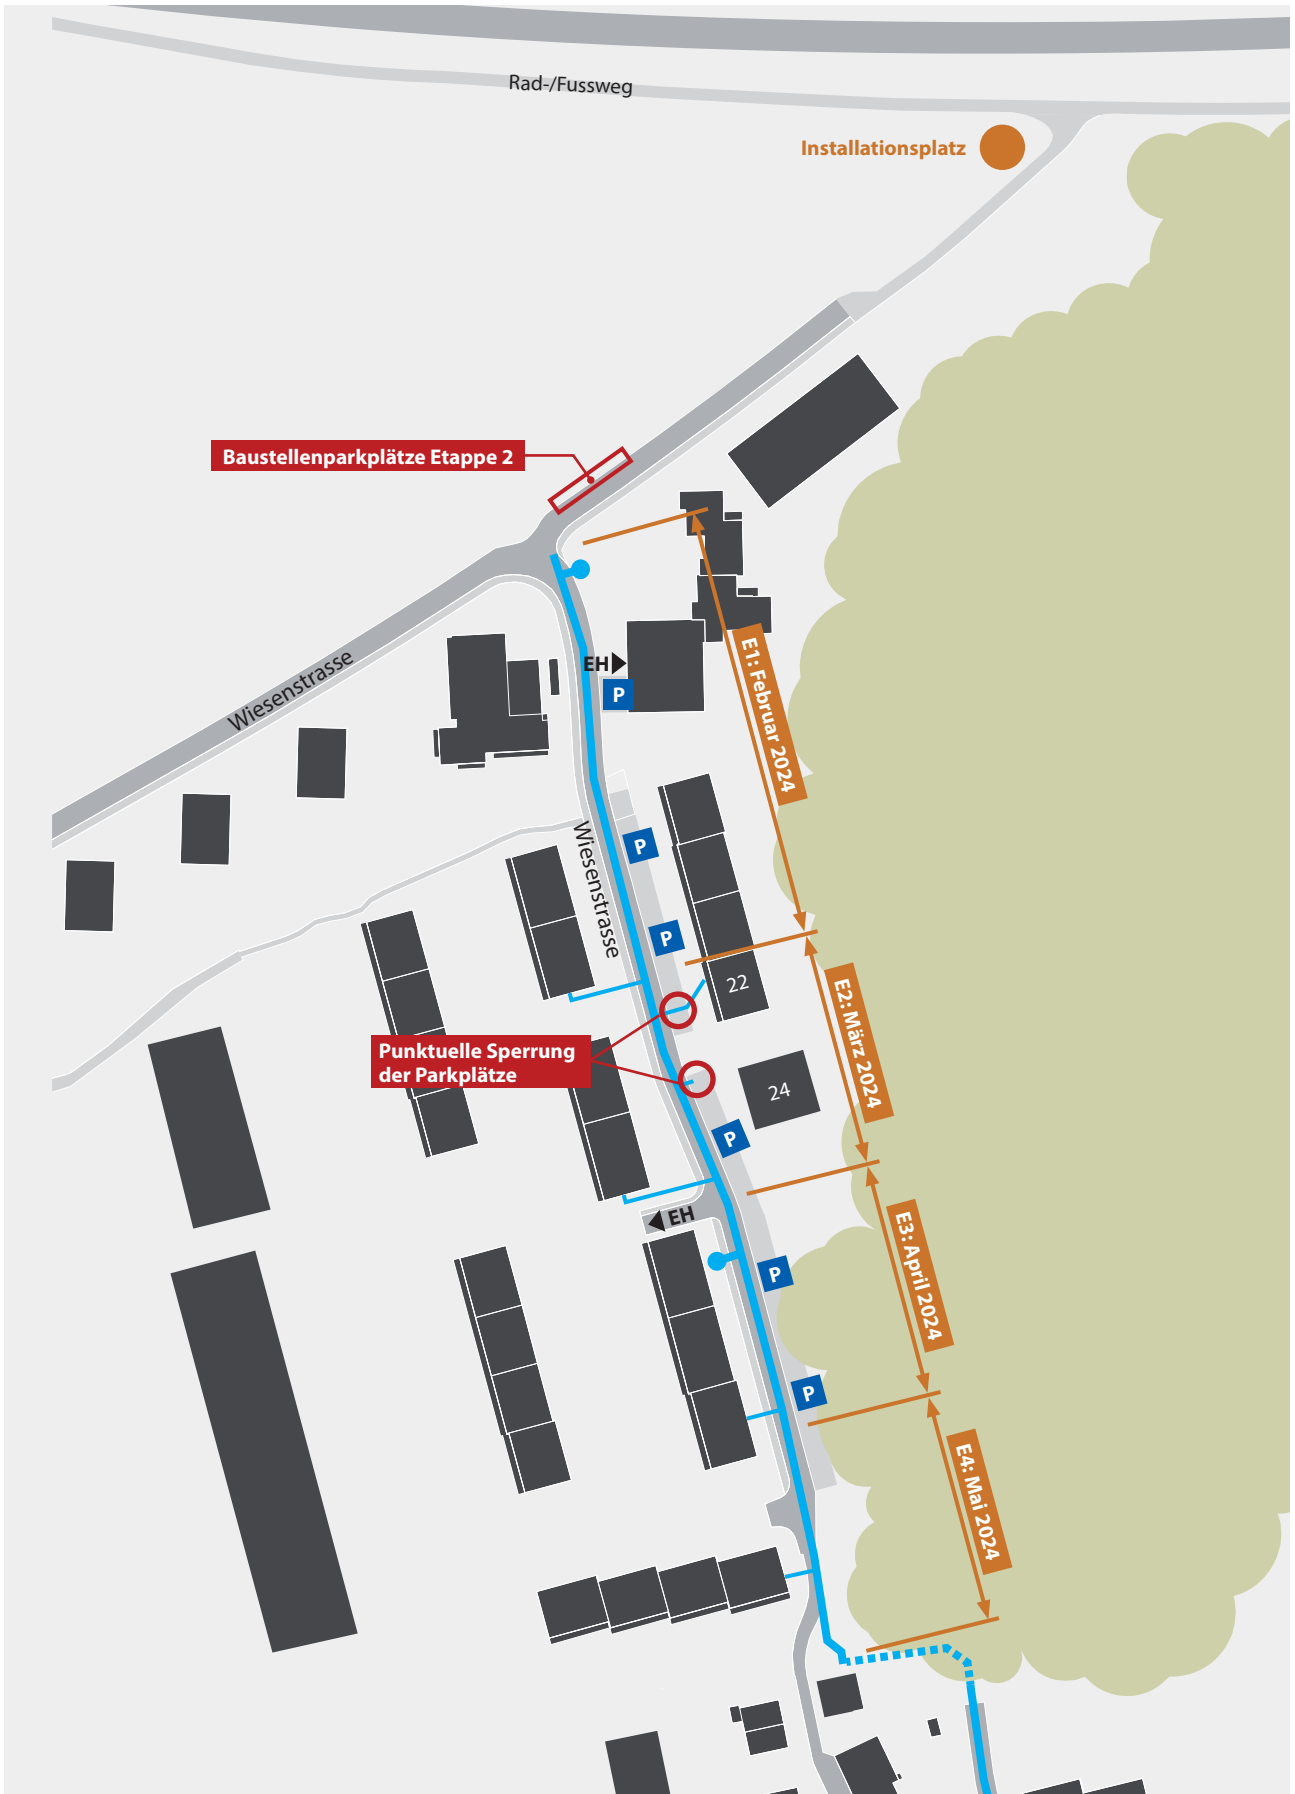 Rad-/Fussweg
Installationsplatz
Baustellenparkplätze Etappe 2
EH
P
E1: Februar 2024
Wiesenstrasse
Wiesenstrasse
P
P
22
E2: März 2024
Punktuelle Sperrung
der Parkplätze
24
P
EH
E3: April 2024
P
P
E4: Mai 2024